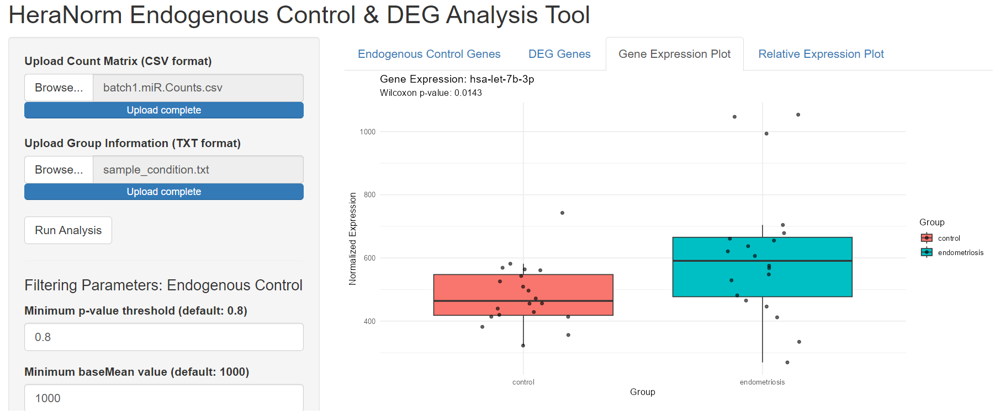 HeraNorm Endogenous Control & DEG Analysis Tool
Upload Count Matrix (CSV format)
Browse... batch1.miR.Counts.csv
Upload complete
Upload Group Information (TXT format)
Browse... sample_condition.txt
Upload complete
Run Analysis
Filtering Parameters: Endogenous Control
Minimum p-value threshold (default: 0.8)
0.8
Minimum baseMean value (default: 1000)
1000
Endogenous Control Genes DEG Genes Gene Expression Plot Relative Expression Plot
Gene Expression: hsa-let-7b-3p
Wilcoxon p-value: 0.0143
Normalized Expression
1000
800
600
400
control endometriosis
Group
Group
control
endometriosis